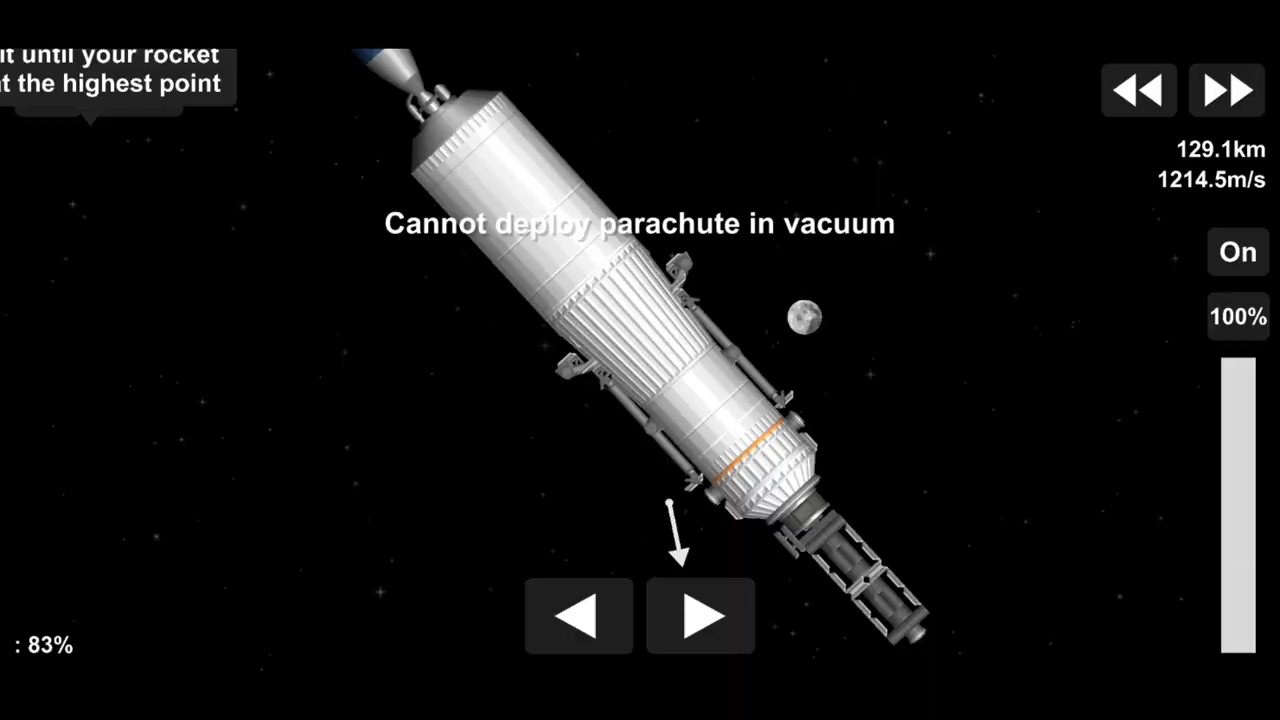 it until your rocket
at the highest point
129.1km
1214.5m/s
Cannot deploy parachute in vacuum
On
100%
: 83%